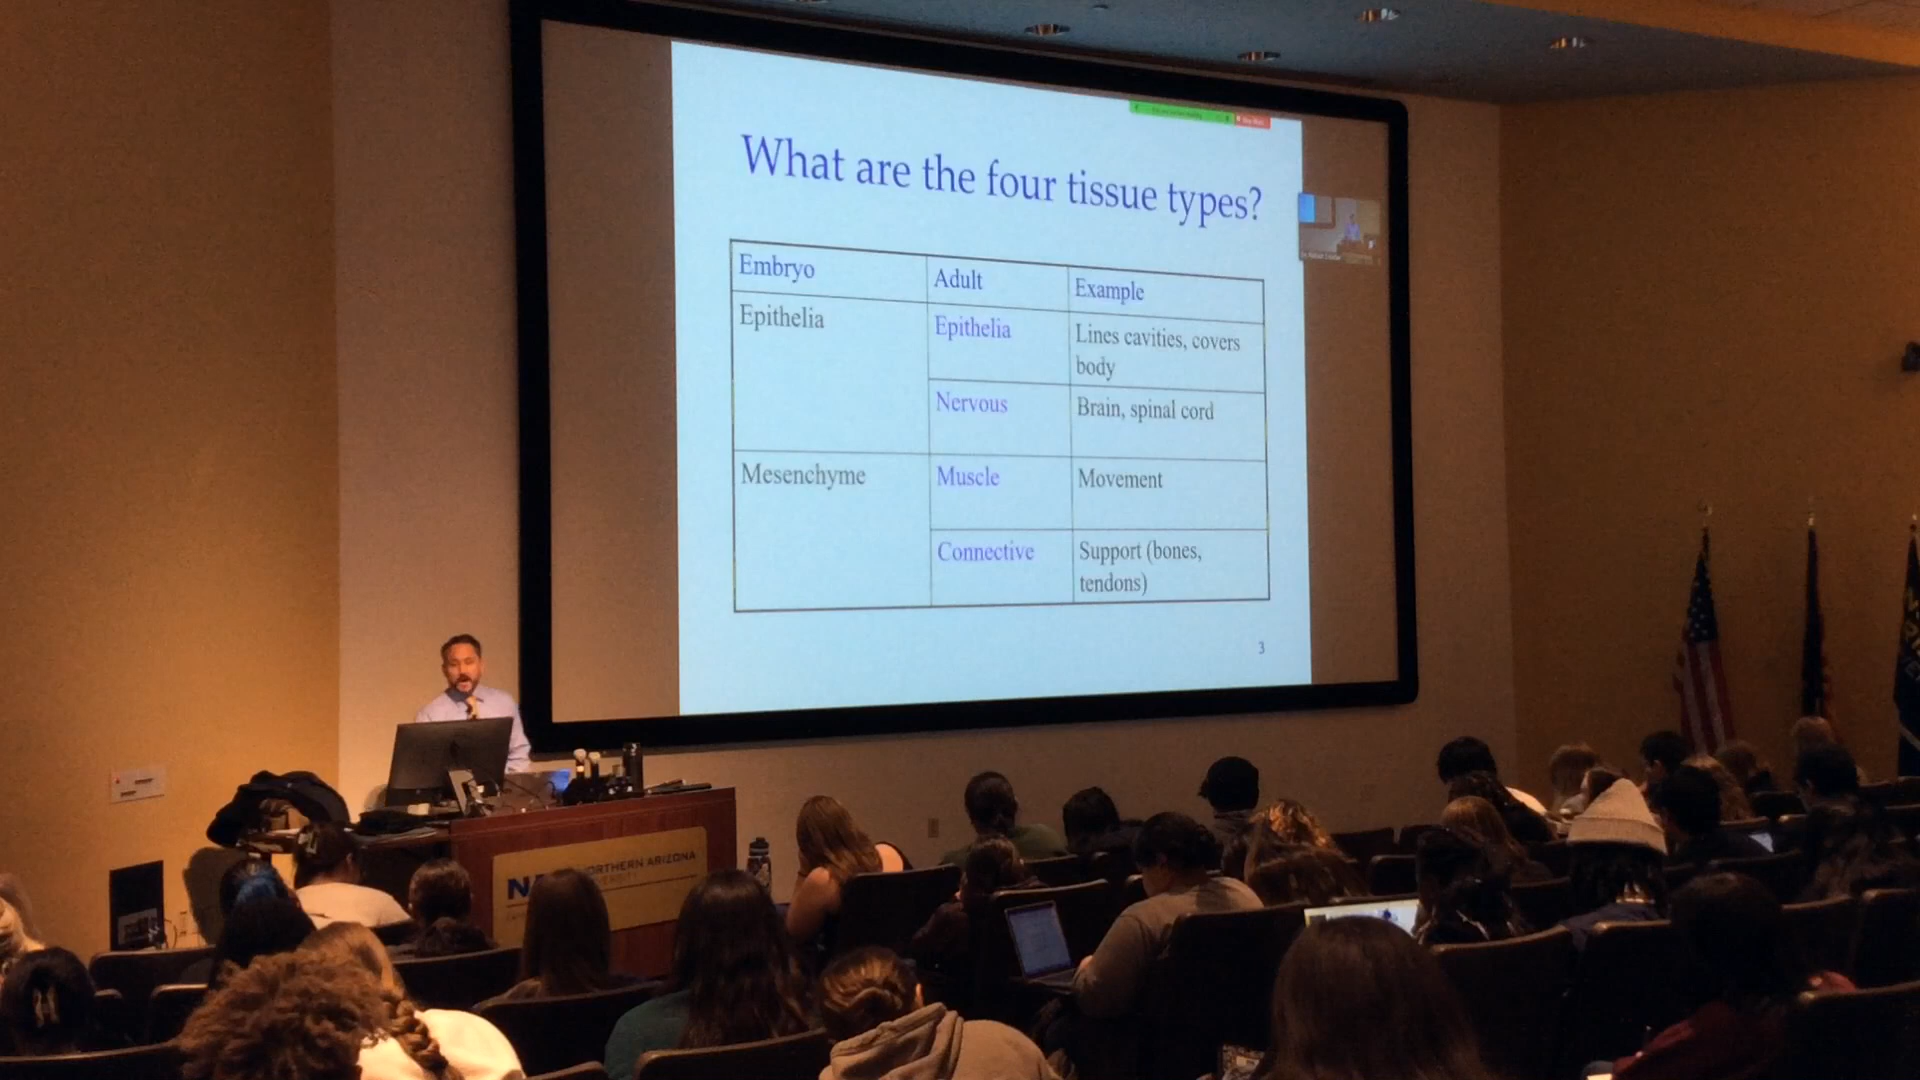 What are the four tissue types?
Embryo Adult Example
Epithelia Epithelia Lines cavities, covers
body
Nervous Brain, spinal cord
Mesenchyme Muscle Movement
Connective Support (bones,
tendons)
3
NORTHERN ARIZONA